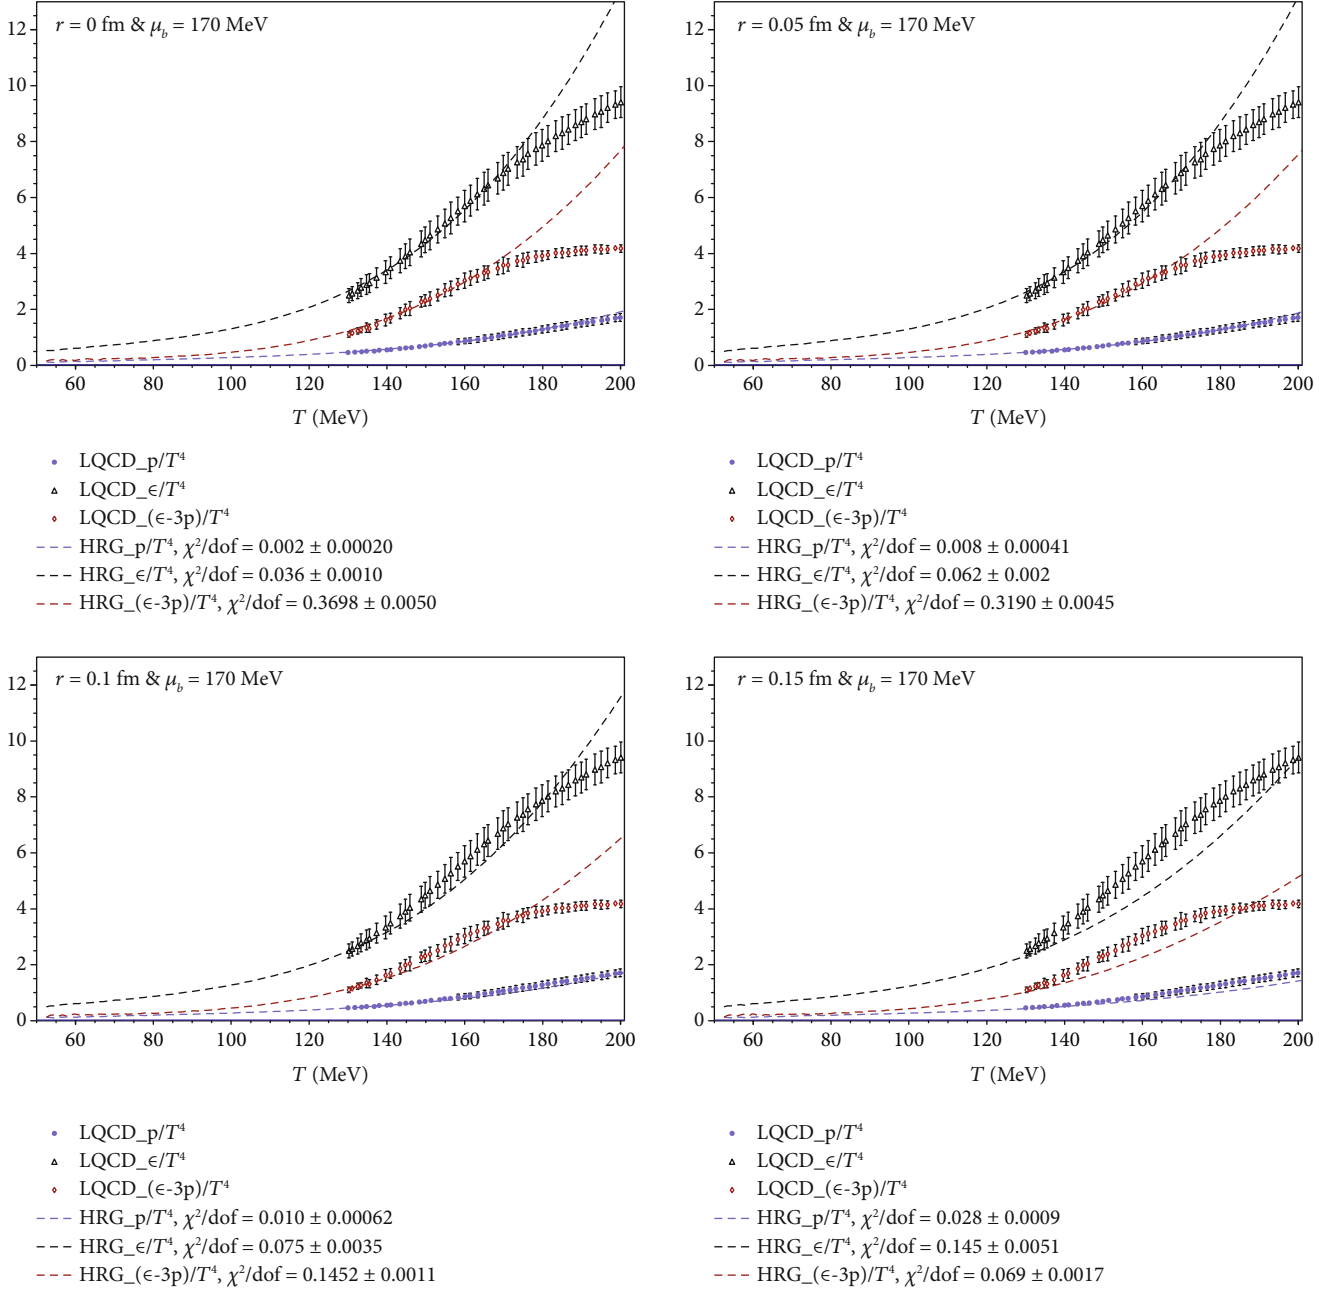 r = 0 fm & μb = 170 MeV
12
10
8
6
4
2
0
60 80 100 120 140 160 180 200
T (MeV)
LQCD_p/T⁴
LQCD_ϵ/T⁴
LQCD_(ϵ-3p)/T⁴
HRG_p/T⁴, χ²/dof = 0.002 ± 0.00020
HRG_ϵ/T⁴, χ²/dof = 0.036 ± 0.0010
HRG_(ϵ-3p)/T⁴, χ²/dof = 0.3698 ± 0.0050
r = 0.05 fm & μb = 170 MeV
12
10
8
6
4
2
0
60 80 100 120 140 160 180 200
T (MeV)
LQCD_p/T⁴
LQCD_ϵ/T⁴
LQCD_(ϵ-3p)/T⁴
HRG_p/T⁴, χ²/dof = 0.008 ± 0.00041
HRG_ϵ/T⁴, χ²/dof = 0.062 ± 0.002
HRG_(ϵ-3p)/T⁴, χ²/dof = 0.3190 ± 0.0045
r = 0.1 fm & μb = 170 MeV
12
10
8
6
4
2
0
60 80 100 120 140 160 180 200
T (MeV)
LQCD_p/T⁴
LQCD_ϵ/T⁴
LQCD_(ϵ-3p)/T⁴
HRG_p/T⁴, χ²/dof = 0.010 ± 0.00062
HRG_ϵ/T⁴, χ²/dof = 0.075 ± 0.0035
HRG_(ϵ-3p)/T⁴, χ²/dof = 0.1452 ± 0.0011
r = 0.15 fm & μb = 170 MeV
12
10
8
6
4
2
0
60 80 100 120 140 160 180 200
T (MeV)
LQCD_p/T⁴
LQCD_ϵ/T⁴
LQCD_(ϵ-3p)/T⁴
HRG_p/T⁴, χ²/dof = 0.028 ± 0.0009
HRG_ϵ/T⁴, χ²/dof = 0.145 ± 0.0051
HRG_(ϵ-3p)/T⁴, χ²/dof = 0.069 ± 0.0017